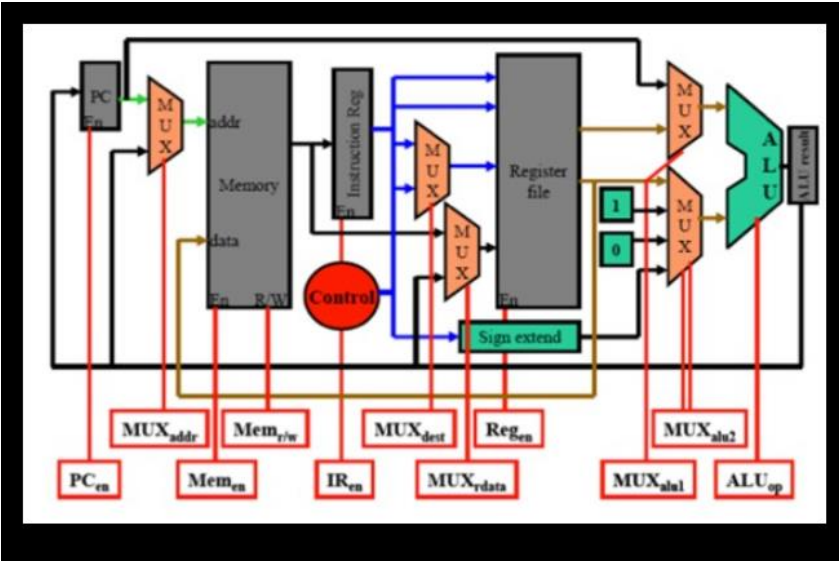 PC
En
M
U
X
addr
Memory
data
En R/W
Instruction Reg
En
Control
M
U
X
M
U
X
Register
file
En
Sign extend
1
0
M
U
X
M
U
X
A
L
U
ALU result
MUXaddr
Memr/w
MUXdest
Regen
MUXalu2
PCen
Memen
IRen
MUXrdata
MUXalu1
ALUop